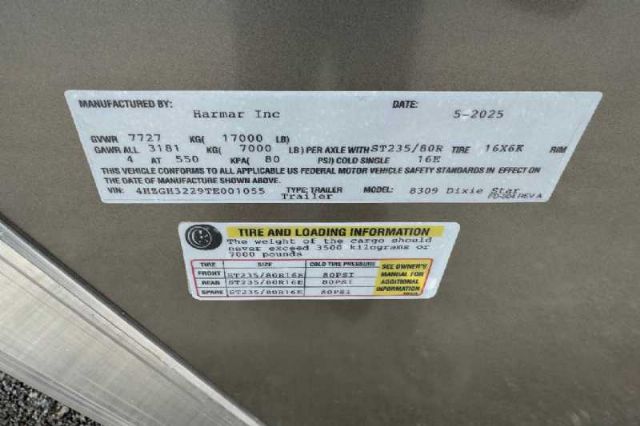 MANUFACTURED BY: Harmar Inc DATE: 5-2025
GVWR 7727 KG( 17000 LB)
GAWR ALL 3181 KG( 7000 LB) PER AXLE WITH ST235/80R TIRE 16X6K RIM
4 AT 550 KPA( 80 PSI) COLD SINGLE 16E
THIS VEHICLE CONFORMS TO ALL APPLICABLE US FEDERAL MOTOR VEHICLE SAFETY STANDARDS IN EFFECT ON
THE DATE OF MANUFACTURE SHOWN ABOVE.
VIN: 4HZGH3229TE001055 TYPE: TRAILER MODEL: 8309 Dixie Star
Trailer PD-004 REV A
TIRE AND LOADING INFORMATION
The weight of the cargo should
never exceed 3500 kilograms or
7000 pounds
TIRE SIZE COLD TIRE PRESSURE
FRONT ST235/80R16E 80PSI
REAR ST235/80R16E 80PSI
SPARE ST235/80R16E 80PSI
SEE OWNER'S
MANUAL FOR
ADDITIONAL
INFORMATION